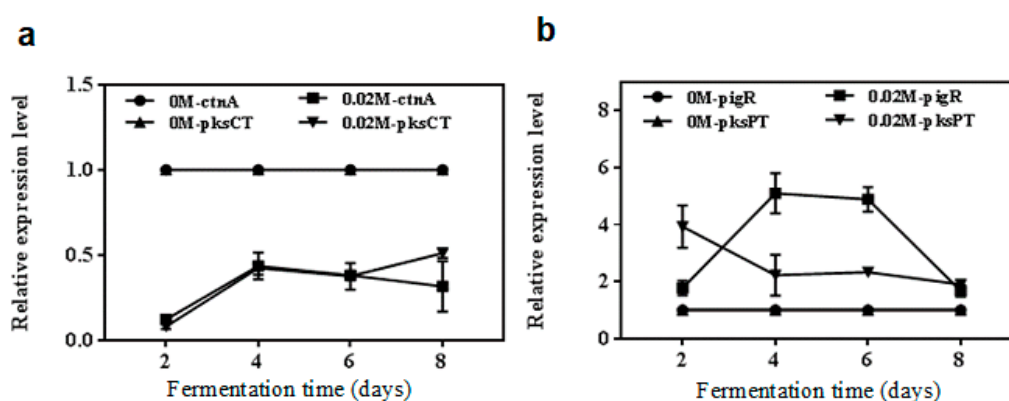 a
1.5
1.0
0.5
0.0
Relative expression level
0M-ctnA
0.02M-ctnA
0M-pksCT
0.02M-pksCT
2 4 6 8
Fermentation time (days)
b
8
6
4
2
0
Relative expression level
0M-pigR
0.02M-pigR
0M-pksPT
0.02M-pksPT
2 4 6 8
Fermentation time (days)